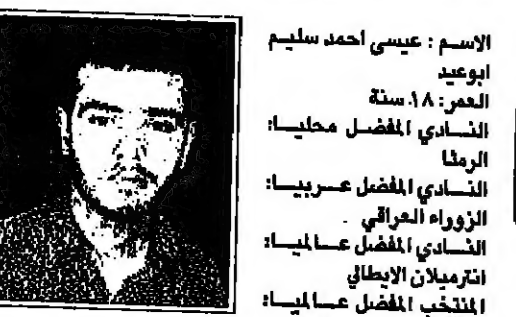 الاسم : عيسى احمد سليم
ابوعيد
العمر: ١٨ سنة
النادي المفضل محليا:
الرمثا
النادي المفضل عربيا:
الزوراء العراقي .
النادي المفضل عالميا:
انترميلان الايطالي
المنتخب المفضل عالميا: